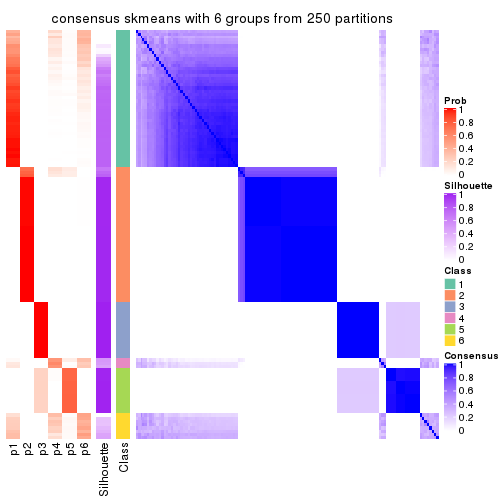 consensus skmeans with 6 groups from 250 partitions
Prob
1
0.8
0.6
0.4
0.2
0
Silhouette
1
0.8
0.6
0.4
0.2
0
Class
1
2
3
4
5
6
Consensus
1
0.8
0.6
0.4
0.2
0
p1
p2
p3
p4
p5
p6
Silhouette
Class